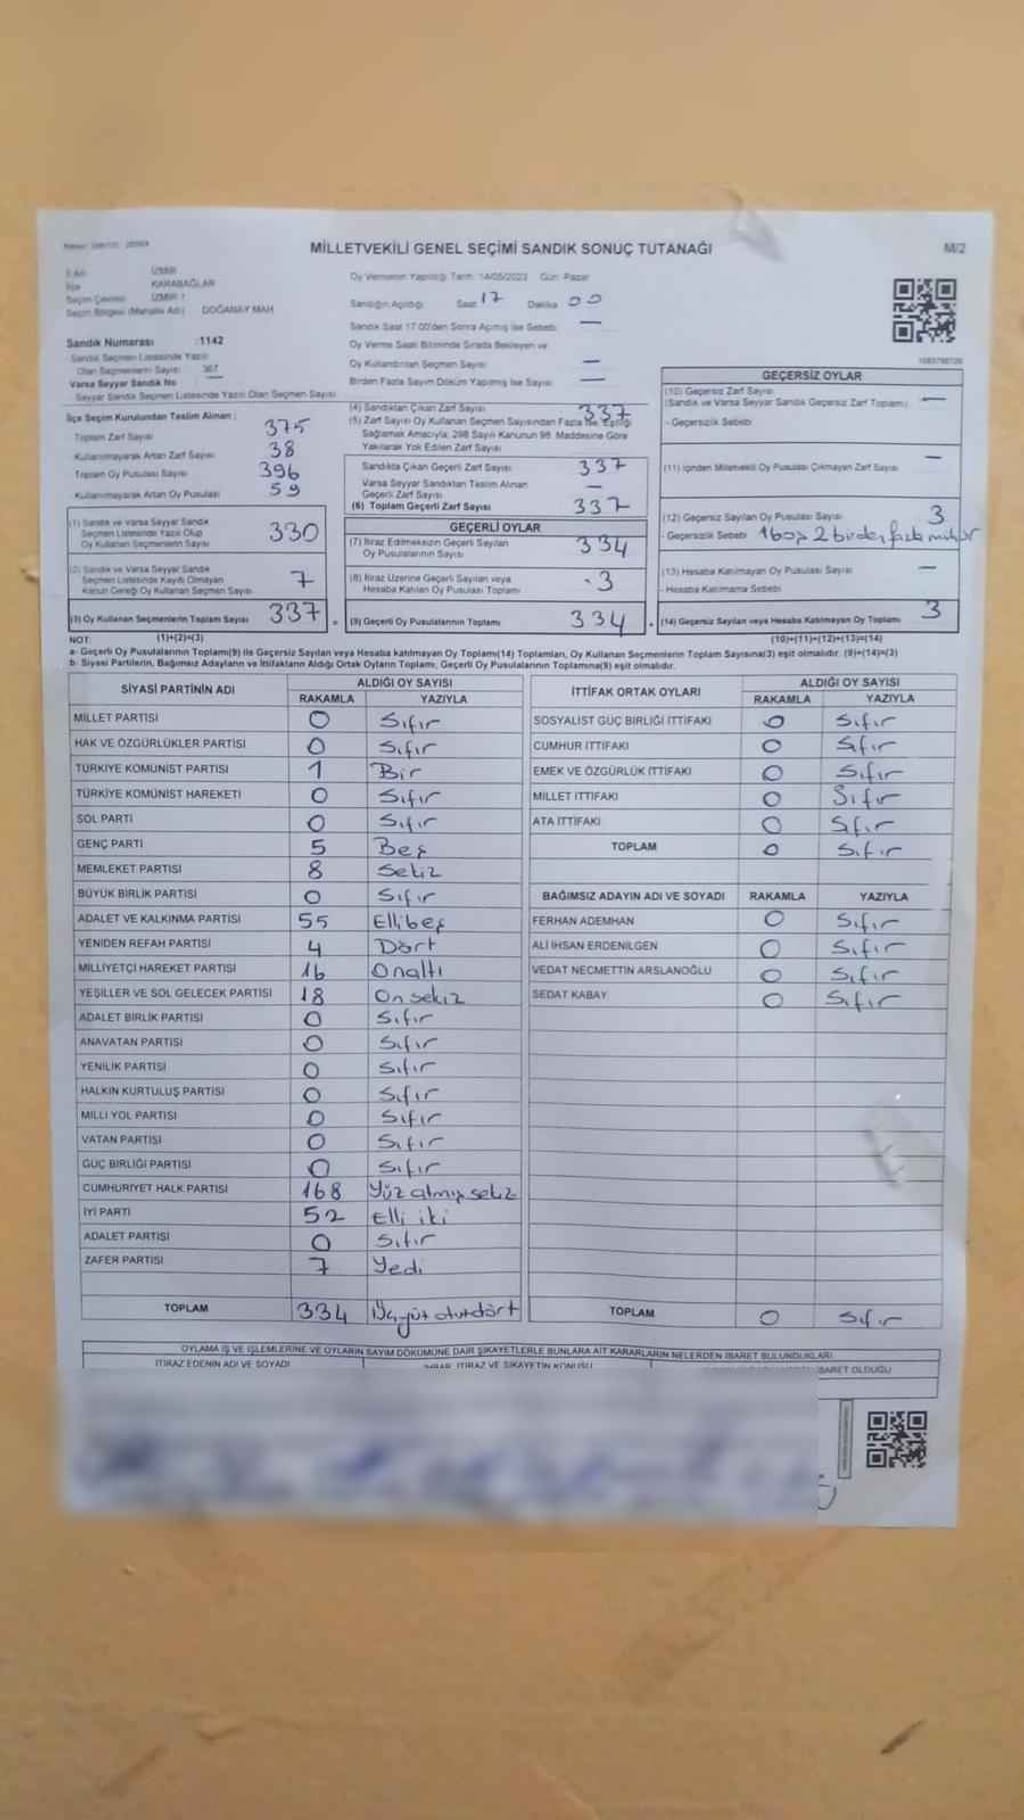 MİLLETVEKİLİ GENEL SEÇİMİ SANDIK SONUÇ TUTANAĞI
M/2
İZMİR
KARABAĞLAR
İZMİR 1
DOĞANAY MAH
Oy Vermenin Yapıldığı Tarih: 14/05/2023 Gün: Pazar
Sandığın Açıldığı Saat 17 Dakika 00
Sandık Saat 17.00'den Sonra Açılmış İse Sebebi —
Oy Verme Saati Bitiminde Sırada Bekleyen ve
Oy Kullandırılan Seçmen Sayısı —
Birden Fazla Sayım Döküm Yapılmış İse Sayısı —
Sandık Numarası :1142
Sandık Seçmen Listesinde Yazılı
Olan Seçmenlerin Sayısı 367
Varsa Seyyar Sandık No —
Seyyar Sandık Seçmen Listesinde Yazılı Olan Seçmen Sayısı
İlçe Seçim Kurulundan Teslim Alınan :
Toplam Zarf Sayısı 375
Kullanılmayarak Artan Zarf Sayısı 38
Toplam Oy Pusulası Sayısı 396
Kullanılmayarak Artan Oy Pusulası 59
(1) Sandık ve Varsa Seyyar Sandık
Seçmen Listesinde Yazılı Olup
Oy Kullanan Seçmenlerin Sayısı 330
(2) Sandık ve Varsa Seyyar Sandık
Seçmen Listesinde Kayıtlı Olmayan
Kanun Gereği Oy Kullanan Seçmen Sayısı 7
(3) Oy Kullanan Seçmenlerin Toplam Sayısı 337
(1)+(2)=(3)
(4) Sandıktan Çıkan Zarf Sayısı 337
(5) Zarf Sayısı Oy Kullanan Seçmen Sayısından Fazla İse, Eşitliği
Sağlamak Amacıyla; 298 Sayılı Kanunun 98. Maddesine Göre
Yakılarak Yok Edilen Zarf Sayısı
Sandıkta Çıkan Geçerli Zarf Sayısı 337
Varsa Seyyar Sandıktan Teslim Alınan
Geçerli Zarf Sayısı —
(6) Toplam Geçerli Zarf Sayısı 337
GEÇERLİ OYLAR
(7) İtiraz Edilmeksizin Geçerli Sayılan
Oy Pusulalarının Sayısı 334
(8) İtiraz Üzerine Geçerli Sayılan veya
Hesaba Katılan Oy Pusulası Toplamı 3
(9) Geçerli Oy Pusulalarının Toplamı 334
GEÇERSİZ OYLAR
(10) Geçersiz Zarf Sayısı
(Sandık ve Varsa Seyyar Sandık Geçersiz Zarf Toplamı) —
- Geçersizlik Sebebi
(11) İçinden Milletvekili Oy Pusulası Çıkmayan Zarf Sayısı —
(12) Geçersiz Sayılan Oy Pusulası Sayısı 3
- Geçersizlik Sebebi 1 boş 2 birden fazla mühür
(13) Hesaba Katılmayan Oy Pusulası Sayısı —
- Hesaba Katılmama Sebebi
(14) Geçersiz Sayılan veya Hesaba Katılmayan Oy Toplamı 3
(10)+(11)+(12)+(13)=(14)
NOT:
a- Geçerli Oy Pusulalarının Toplamı(9) ile Geçersiz Sayılan veya Hesaba katılmayan Oy Toplamı(14) Toplamları, Oy Kullanan Seçmenlerin Toplam Sayısına(3) eşit olmalıdır. (9)+(14)=(3)
b- Siyasi Partilerin, Bağımsız Adayların ve İttifakların Aldığı Ortak Oyların Toplamı, Geçerli Oy Pusulalarının Toplamına(9) eşit olmalıdır.
SİYASİ PARTİNİN ADI
ALDIĞI OY SAYISI
RAKAMLA YAZIYLA
MİLLET PARTİSİ 0 Sıfır
HAK VE ÖZGÜRLÜKLER PARTİSİ 0 Sıfır
TÜRKİYE KOMÜNİST PARTİSİ 1 Bir
TÜRKİYE KOMÜNİST HAREKETİ 0 Sıfır
SOL PARTİ 0 Sıfır
GENÇ PARTİ 5 Beş
MEMLEKET PARTİSİ 8 Sekiz
BÜYÜK BİRLİK PARTİSİ 0 Sıfır
ADALET VE KALKINMA PARTİSİ 55 Ellibeş
YENİDEN REFAH PARTİSİ 4 Dört
MİLLİYETÇİ HAREKET PARTİSİ 16 Onaltı
YEŞİLLER VE SOL GELECEK PARTİSİ 18 On sekiz
ADALET BİRLİK PARTİSİ 0 Sıfır
ANAVATAN PARTİSİ 0 Sıfır
YENİLİK PARTİSİ 0 Sıfır
HALKIN KURTULUŞ PARTİSİ 0 Sıfır
MİLLİ YOL PARTİSİ 0 Sıfır
VATAN PARTİSİ 0 Sıfır
GÜÇ BİRLİĞİ PARTİSİ 0 Sıfır
CUMHURİYET HALK PARTİSİ 168 Yüz atmış sekiz
İYİ PARTİ 52 Elli iki
ADALET PARTİSİ 0 Sıfır
ZAFER PARTİSİ 7 Yedi
TOPLAM 334 Üçyüz otuzdört
İTTİFAK ORTAK OYLARI
ALDIĞI OY SAYISI
RAKAMLA YAZIYLA
SOSYALİST GÜÇ BİRLİĞİ İTTİFAKI 0 Sıfır
CUMHUR İTTİFAKI 0 Sıfır
EMEK VE ÖZGÜRLÜK İTTİFAKI 0 Sıfır
MİLLET İTTİFAKI 0 Sıfır
ATA İTTİFAKI 0 Sıfır
TOPLAM 0 Sıfır
BAĞIMSIZ ADAYIN ADI VE SOYADI RAKAMLA YAZIYLA
FERHAN ADEMHAN 0 Sıfır
ALİ İHSAN ERDENİLGEN 0 Sıfır
VEDAT NECMETTİN ARSLANOĞLU 0 Sıfır
SEDAT KABAY 0 Sıfır
TOPLAM 0 Sıfır
OYLAMA İŞ VE İŞLEMLERİNE VE OYLARIN SAYIM DÖKÜMÜNE DAİR ŞİKAYETLERLE BUNLARA AİT KARARLARIN NELERDEN İBARET BULUNDUKLARI
İTİRAZ EDENİN ADI VE SOYADI
İTİRAZ VE ŞİKAYETİN KONUSU
İBARET OLDUĞU